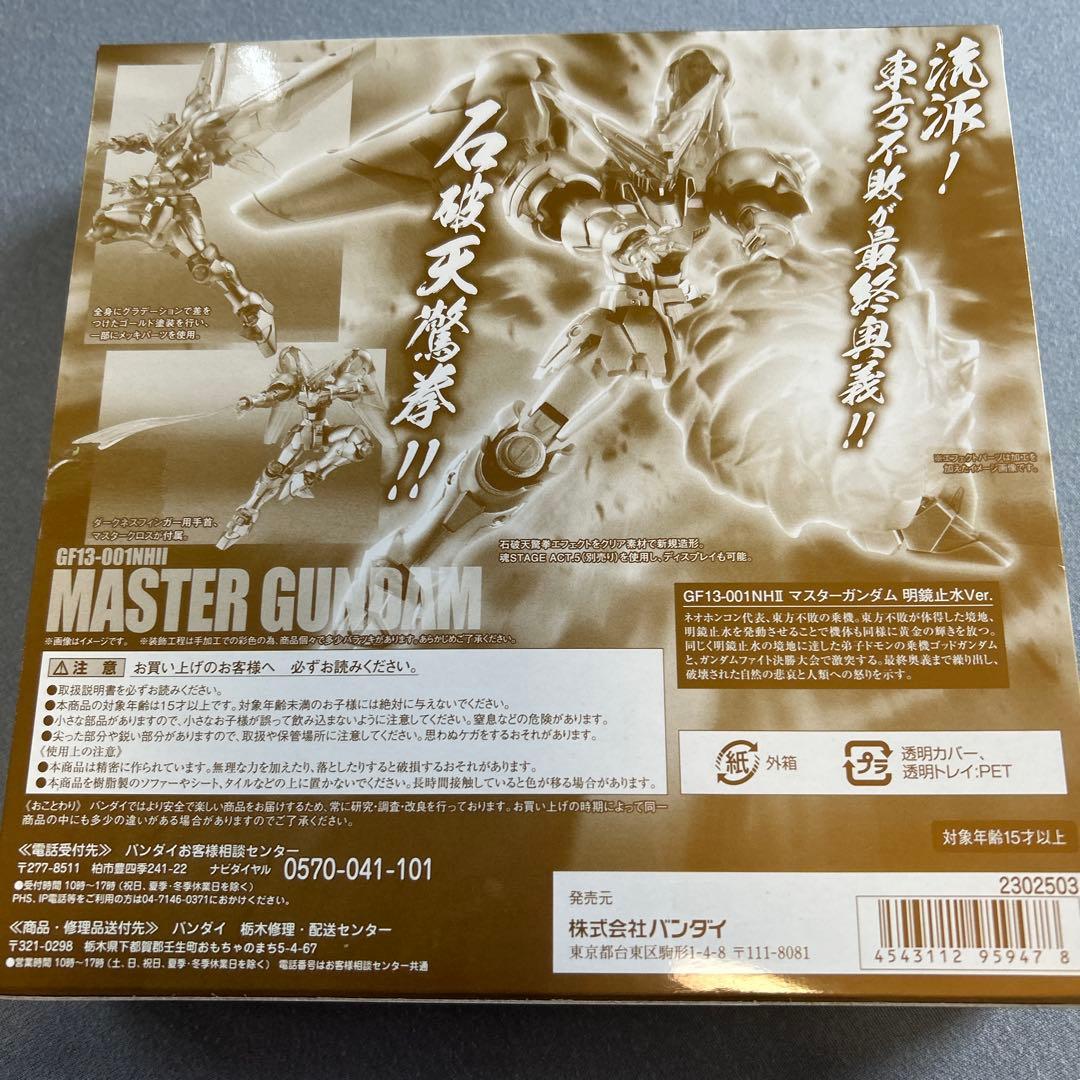 流派！
東方不敗が最終奥義!!
石破天驚拳!!
全身にグラデーションで差を
つけたゴールド塗装を行い、
一部にメッキパーツを使用。
ダークネスフィンガー用手首、
マスタークロスが付属。
※エフェクトパーツは加工を
加えたイメージ画像です。
石破天驚拳エフェクトをクリア素材で新規造形。
魂STAGE ACT.5（別売り）を使用し、ディスプレイも可能。
GF13-001NHII
MASTER GUNDAM
※画像はイメージです。 ※装飾工程は手加工での彩色の為、商品個々で多少バラツキがあります。あらかじめご了承ください。
GF13-001NHⅡ マスターガンダム 明鏡止水Ver.
ネオホンコン代表、東方不敗の乗機。東方不敗が体得した境地、
明鏡止水を発動させることで機体も同様に黄金の輝きを放つ。
同じく明鏡止水の境地に達した弟子ドモンの乗機ゴッドガンダム
と、ガンダムファイト決勝大会で激突する。最終奥義まで繰り出し、
破壊された自然の悲哀と人類への怒りを示す。
⚠注 意 お買い上げのお客様へ 必ずお読みください。
●取扱説明書を必ずお読みください。
●本商品の対象年齢は15才以上です。対象年齢未満のお子様には絶対に与えないでください。
●小さな部品がありますので、小さなお子様が誤って飲み込まないように注意してください。窒息などの危険があります。
●尖った部分や鋭い部分がありますので、取扱や保管場所に注意してください。思わぬケガをするおそれがあります。
《使用上の注意》
●本商品は精密に作られています。無理な力を加えたり、落としたりすると破損するおそれがあります。
●本商品を樹脂製のソファーやシート、タイルなどの上に置かないでください。長時間接触していると色が移る場合があります。
《おことわり》 バンダイではより安全で楽しい商品をお届けするため、常に研究・調査・改良を行っております。お買い上げの時期によって同一
商品の中にも多少の違いがある場合がありますのでご了承ください。
紙 外箱
プラ 透明カバー、
透明トレイ:PET
対象年齢15才以上
≪電話受付先≫ バンダイお客様相談センター
〒277-8511 柏市豊四季241-22 ナビダイヤル 0570-041-101
●受付時間 10時～17時（祝日、夏季・冬季休業日を除く）
PHS、IP電話等をご利用の方は04-7146-0371におかけください。
≪商品・修理品送付先≫ バンダイ 栃木修理・配送センター
〒321-0298 栃木県下都賀郡壬生町おもちゃのまち5-4-67
●営業時間 10時～17時（土、日、祝日、夏季・冬季休業日を除く） 電話番号はお客様相談センター共通
発売元
株式会社バンダイ
東京都台東区駒形1-4-8 〒111-8081
2302503
4543112 95947 8